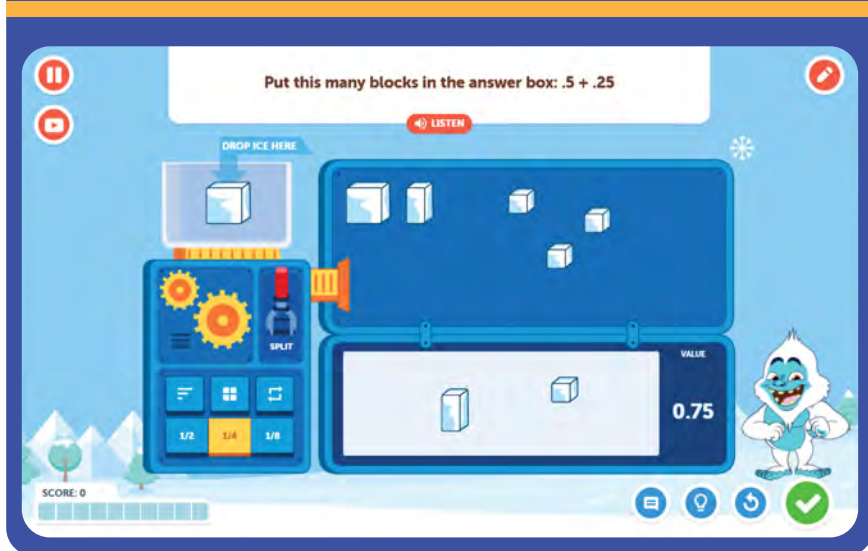 Put this many blocks in the answer box: .5 + .25
LISTEN
DROP ICE HERE
SPLIT
1/2 1/4 1/8
VALUE
0.75
SCORE: 0